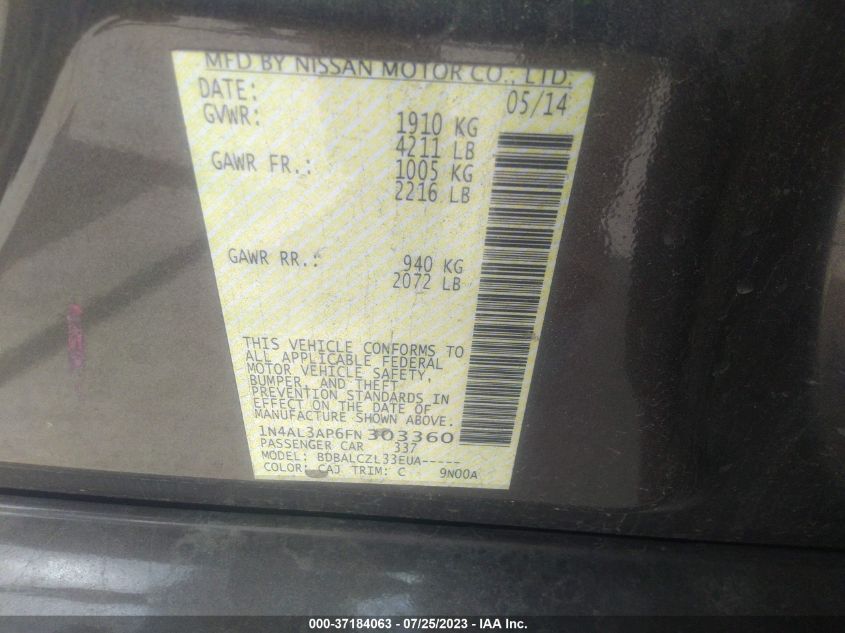 MFD BY NISSAN MOTOR CO., LTD.
DATE: 05/14
GVWR: 1910 KG
4211 LB
GAWR FR.: 1005 KG
2216 LB
GAWR RR.: 940 KG
2072 LB
THIS VEHICLE CONFORMS TO
ALL APPLICABLE FEDERAL
MOTOR VEHICLE SAFETY,
BUMPER, AND THEFT
PREVENTION STANDARDS IN
EFFECT ON THE DATE OF
MANUFACTURE SHOWN ABOVE.
1N4AL3AP6FN303360
PASSENGER CAR 337
MODEL: BDBALCZL33EUA-----
COLOR: CAJ TRIM: C 9N00A
000-37184063 - 07/25/2023 - IAA Inc.